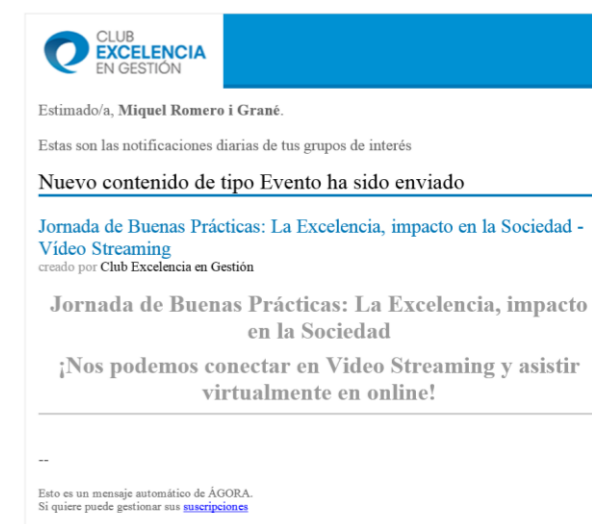 CLUB
EXCELENCIA
EN GESTIÓN
Estimado/a, Miquel Romero i Grané.
Estas son las notificaciones diarias de tus grupos de interés
Nuevo contenido de tipo Evento ha sido enviado
Jornada de Buenas Prácticas: La Excelencia, impacto en la Sociedad -
Vídeo Streaming
creado por Club Excelencia en Gestión
Jornada de Buenas Prácticas: La Excelencia, impacto
en la Sociedad
¡Nos podemos conectar en Video Streaming y asistir
virtualmente en online!
--
Esto es un mensaje automático de ÁGORA.
Si quiere puede gestionar sus suscripciones